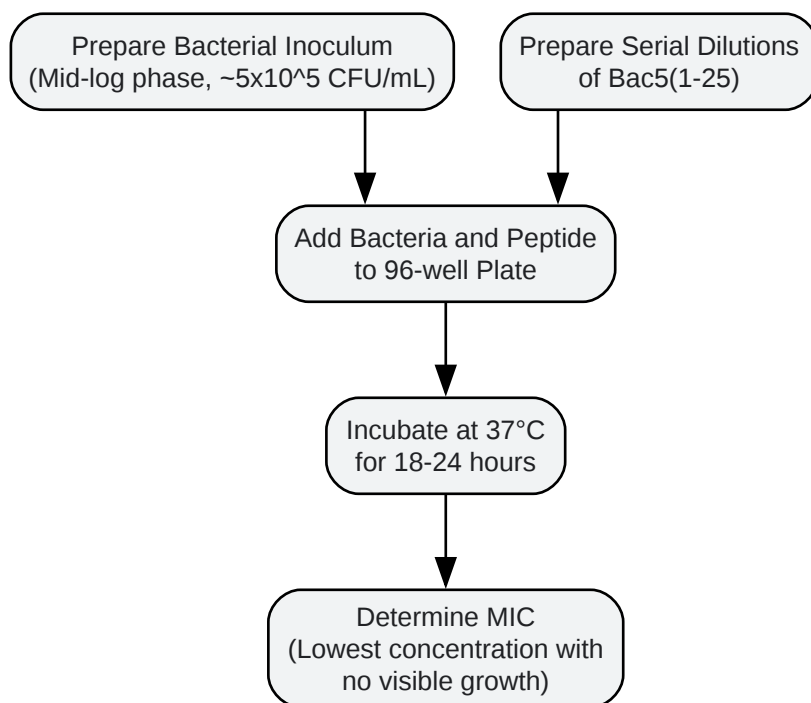 Prepare Bacterial Inoculum
(Mid-log phase, ~5x10^5 CFU/mL)
Prepare Serial Dilutions
of Bac5(1-25)
Add Bacteria and Peptide
to 96-well Plate
Incubate at 37°C
for 18-24 hours
Determine MIC
(Lowest concentration with
no visible growth)